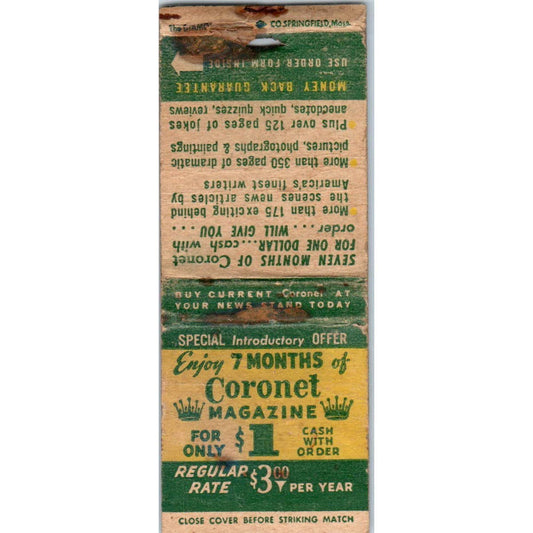 CO. SPRINGFIELD, Mass.
SEVEN MONTHS OF Coronet
FOR ONE DOLLAR...cash with
order... WILL GIVE YOU ...
• More than 175 exciting behind
the scenes news articles by
America's finest writers
• More than 350 pages of dramatic
pictures, photographs & paintings
• Plus over 125 pages of jokes
anecdotes, quick quizzes, reviews
MONEY BACK GUARANTEE
USE ORDER FORM INSIDE
BUY CURRENT Coronet AT
YOUR NEWS STAND TODAY
SPECIAL Introductory OFFER
Enjoy 7 MONTHS of
Coronet
MAGAZINE
FOR ONLY $1 CASH WITH ORDER
REGULAR RATE $3.00 PER YEAR
CLOSE COVER BEFORE STRIKING MATCH